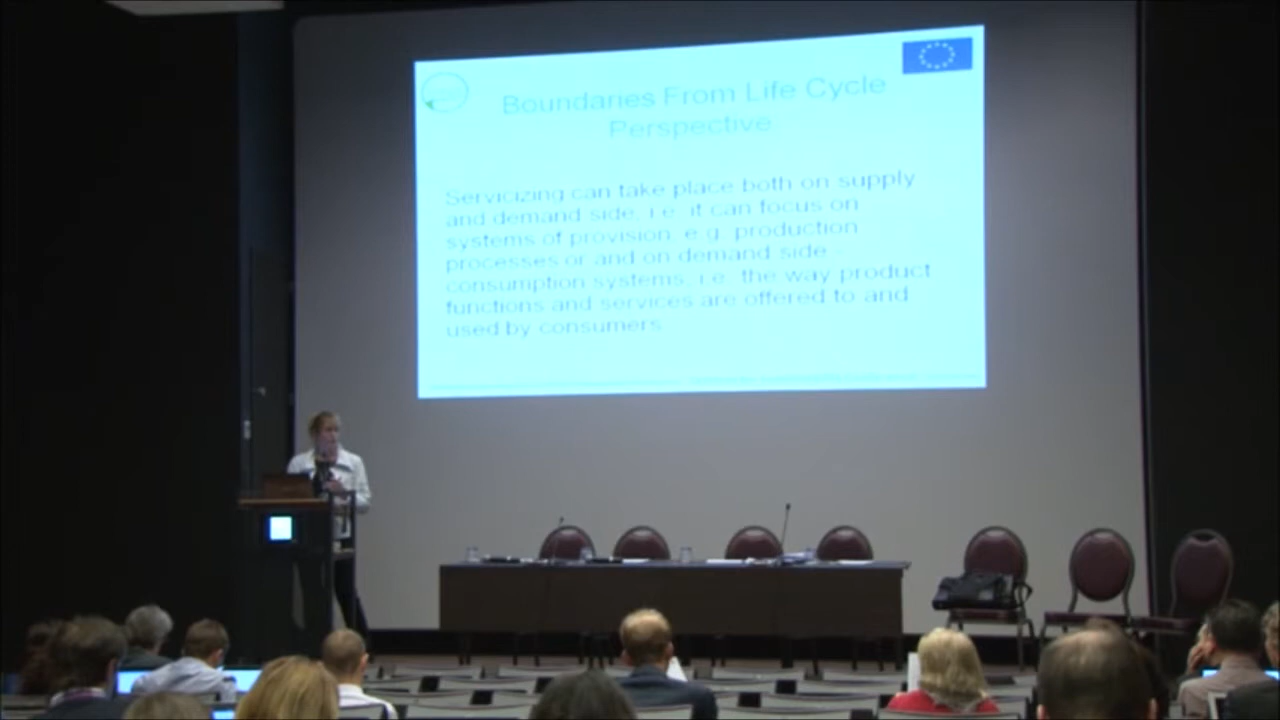 Boundaries From Life Cycle
Perspective
Servicizing can take place both on supply
and demand side, i.e. it can focus on
systems of provision, e.g. production
processes or and on demand side -
consumption systems, i.e. the way product
functions and services are offered to and
used by consumers.